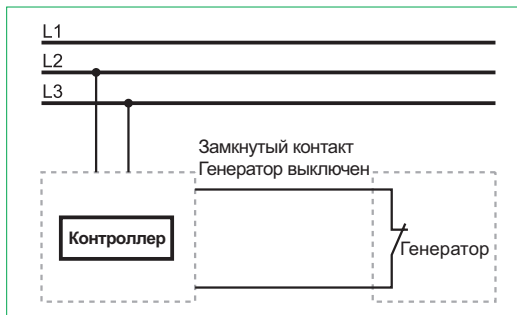 L1
L2
L3
Замкнутый контакт
Генератор выключен
Контроллер
Генератор